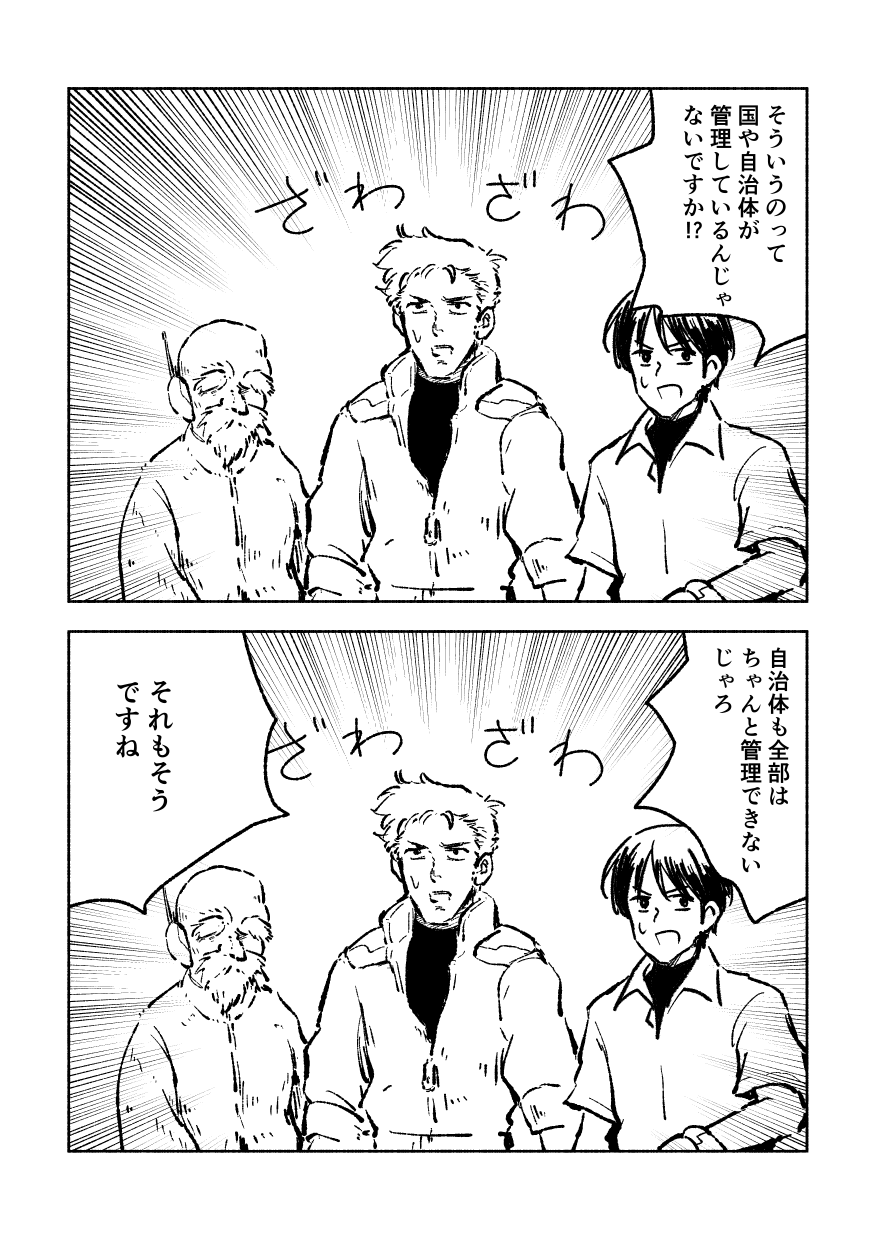 そういうのって
国や自治体が
管理しているんじゃ
ないですか!?
ざわ
ざわ
自治体も全部は
ちゃんと管理できない
じゃろ
ざわ
ざわ
それもそう
ですね